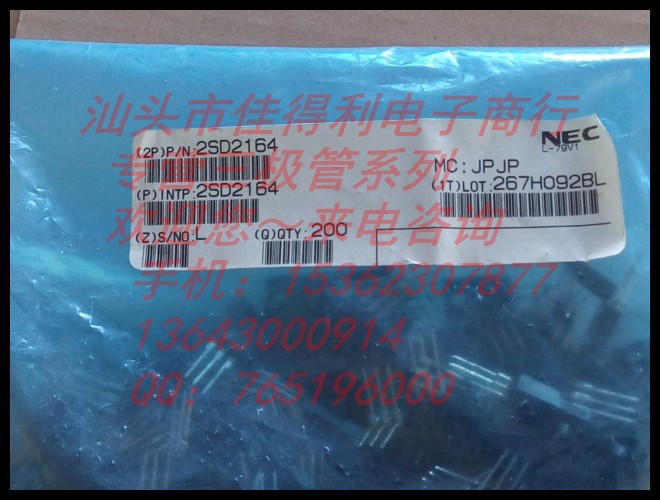 汕头市佳得利电子商行
(2P)P/N:2SD2164
NEC
L-79V1
专营二极管系列
MC:JPJP
(P)INTP:2SD2164
(1T)LOT:267H092BL
欢迎您~来电咨询
(Z)S/NO:L
(Q)QTY:200
手机：15362307877
13643000914
QQ：765196000